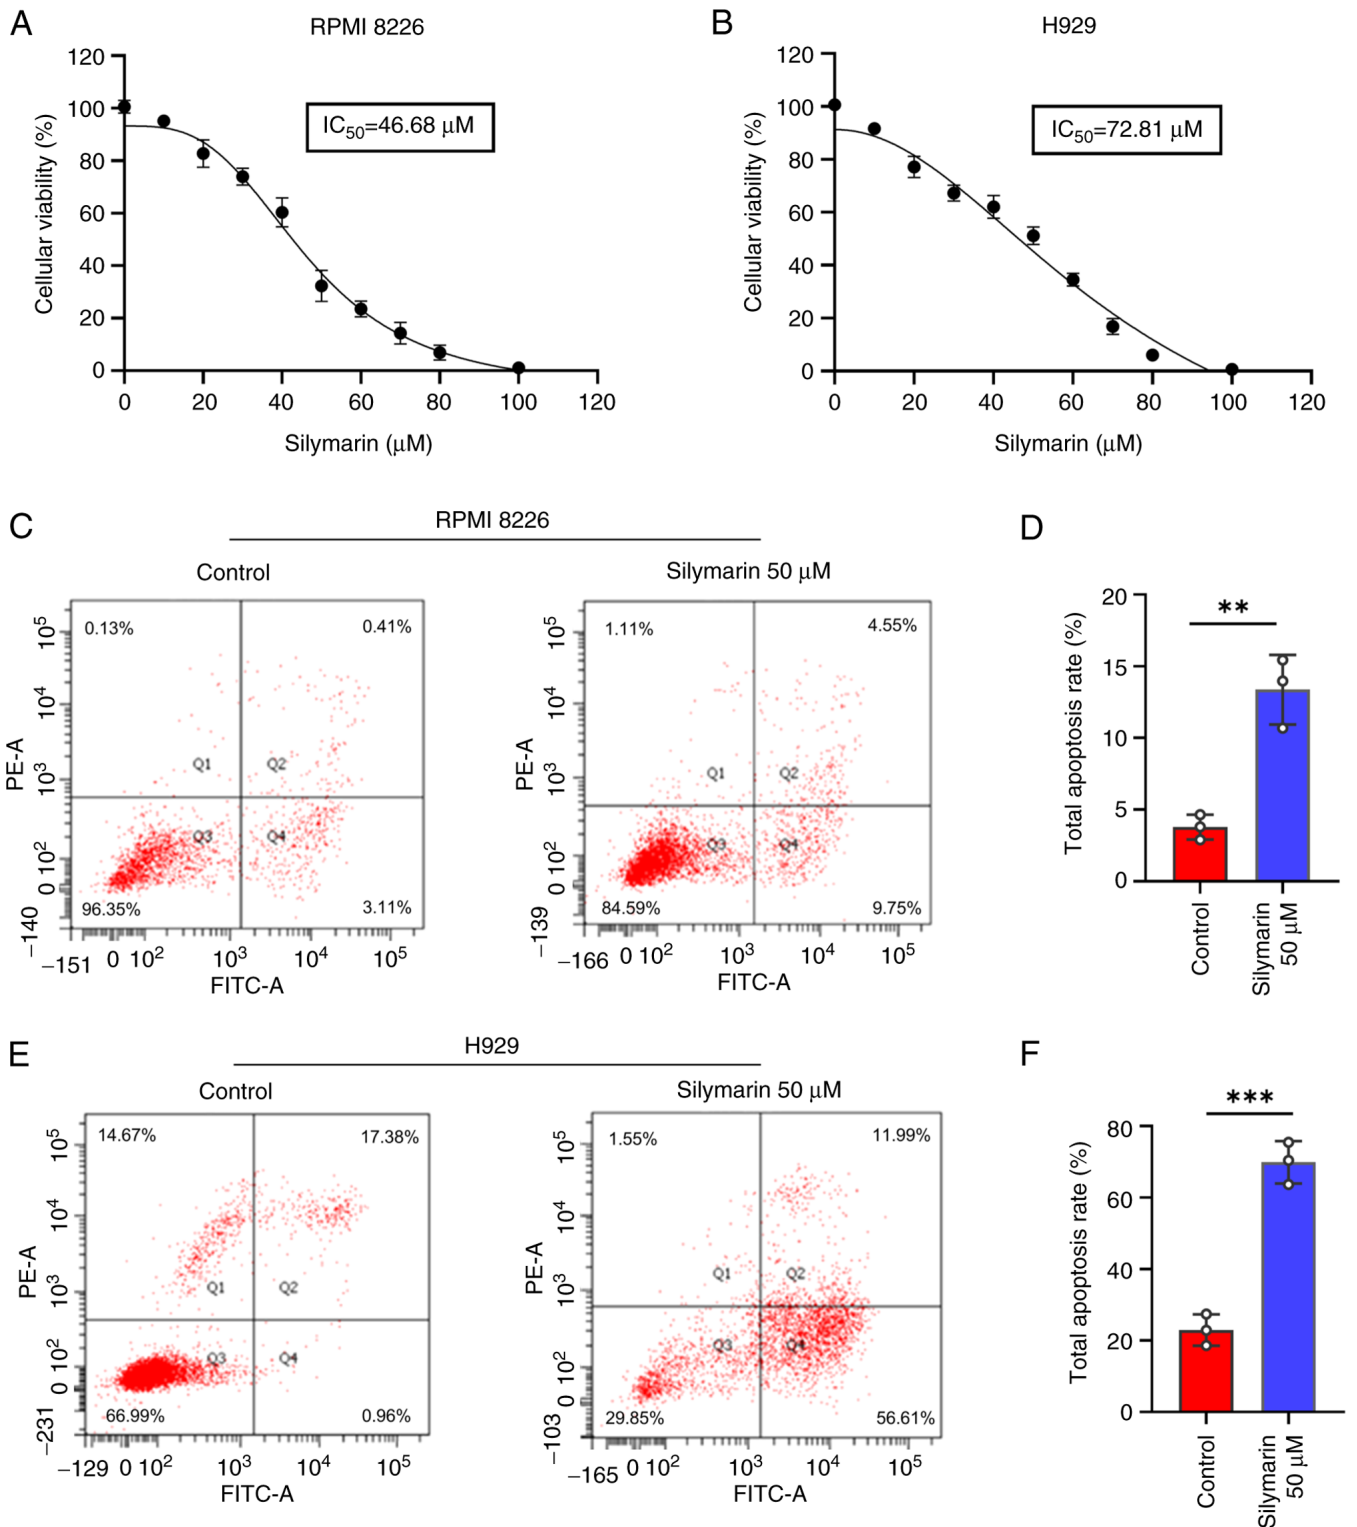 A
RPMI 8226
120
100
80
60
40
20
0
Cellular viability (%)
IC50=46.68 μM
0 20 40 60 80 100 120
Silymarin (μM)
B
H929
120
100
80
60
40
20
0
Cellular viability (%)
IC50=72.81 μM
0 20 40 60 80 100 120
Silymarin (μM)
C
RPMI 8226
Control
0.13%
0.41%
Q1
Q2
Q3
Q4
96.35%
3.11%
PE-A
10^5
10^4
10^3
10^2
0
−140
−151 0 10^2 10^3 10^4 10^5
FITC-A
Silymarin 50 μM
1.11%
4.55%
Q1
Q2
Q3
Q4
84.59%
9.75%
PE-A
10^5
10^4
10^3
10^2
0
−139
−166 0 10^2 10^3 10^4 10^5
FITC-A
D
Total apoptosis rate (%)
20
15
10
5
0
**
Control
Silymarin
50 μM
E
H929
Control
14.67%
17.38%
Q1
Q2
Q3
Q4
66.99%
0.96%
PE-A
10^5
10^4
10^3
10^2
0
−231
−129 0 10^2 10^3 10^4 10^5
FITC-A
Silymarin 50 μM
1.55%
11.99%
Q1
Q2
Q3
Q4
29.85%
56.61%
PE-A
10^5
10^4
10^3
10^2
0
−103
−165 0 10^2 10^3 10^4 10^5
FITC-A
F
Total apoptosis rate (%)
80
60
40
20
0
***
Control
Silymarin
50 μM